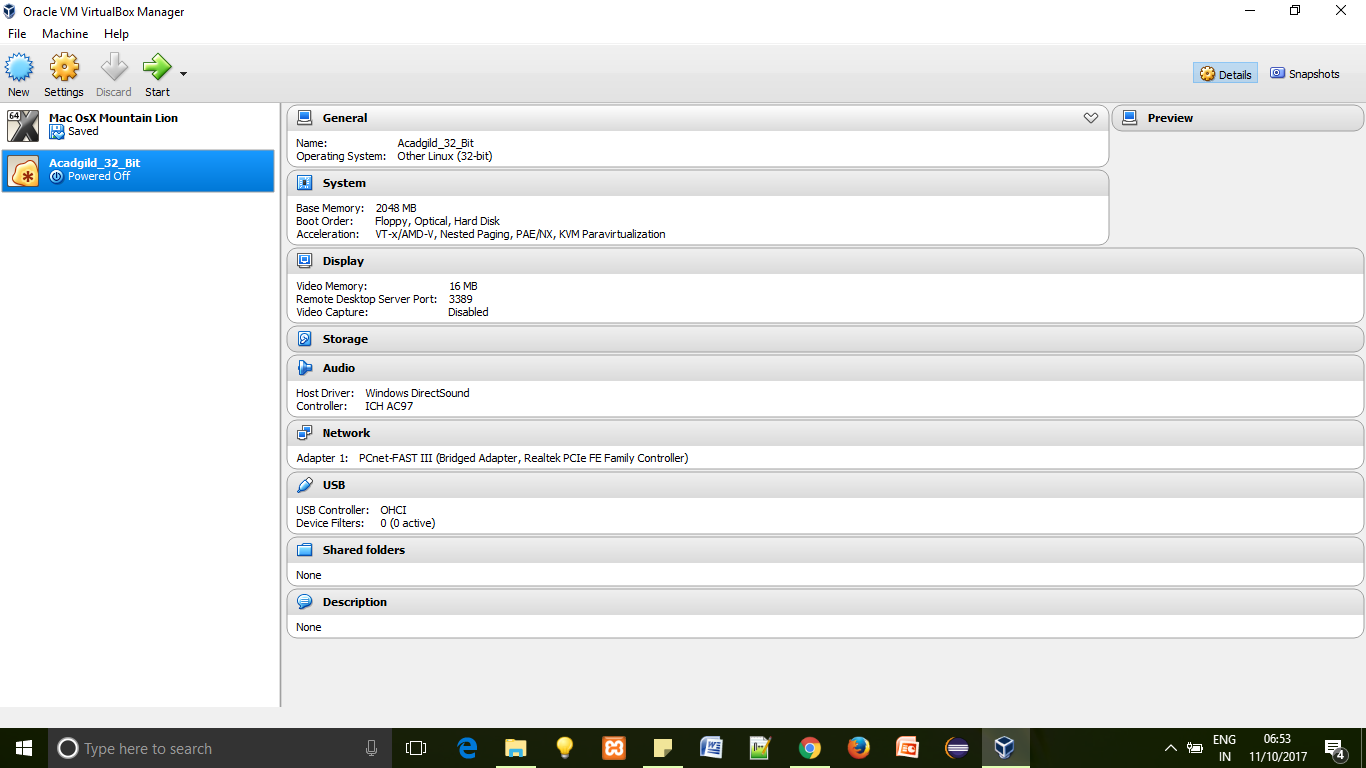 Oracle VM VirtualBox Manager
File Machine Help
New Settings Discard Start
Details Snapshots
64
Mac OsX Mountain Lion
Saved
Acadgild_32_Bit
Powered Off
General
Name: Acadgild_32_Bit
Operating System: Other Linux (32-bit)
Preview
System
Base Memory: 2048 MB
Boot Order: Floppy, Optical, Hard Disk
Acceleration: VT-x/AMD-V, Nested Paging, PAE/NX, KVM Paravirtualization
Display
Video Memory: 16 MB
Remote Desktop Server Port: 3389
Video Capture: Disabled
Storage
Audio
Host Driver: Windows DirectSound
Controller: ICH AC97
Network
Adapter 1: PCnet-FAST III (Bridged Adapter, Realtek PCIe FE Family Controller)
USB
USB Controller: OHCI
Device Filters: 0 (0 active)
Shared folders
None
Description
None
Type here to search
ENG
IN
06:53
11/10/2017
4